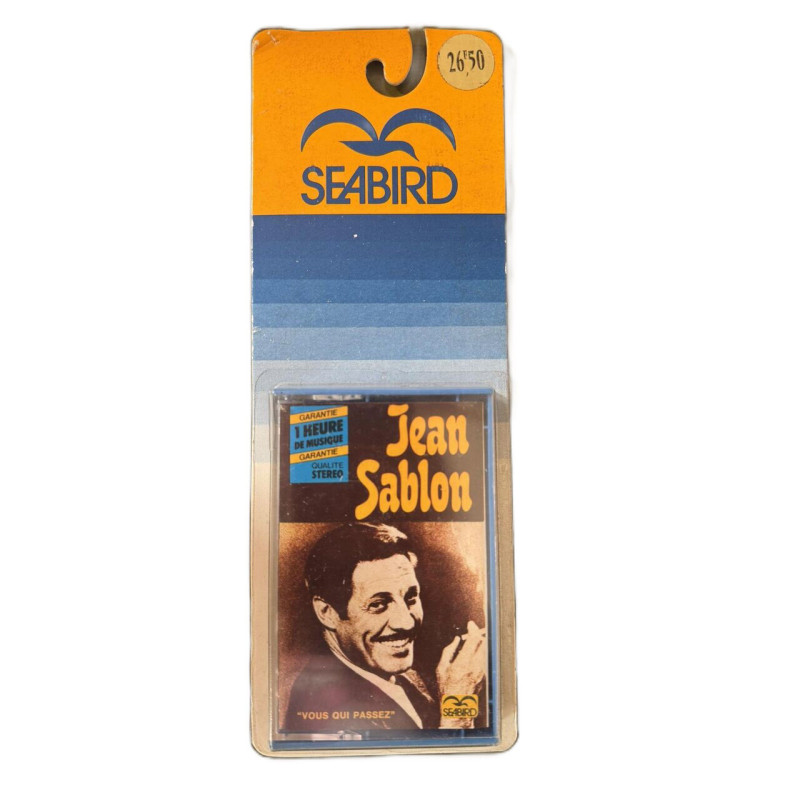 26F50
SEABIRD
GARANTIE
1 HEURE
DE MUSIQUE
GARANTIE
QUALITE
STEREO
Jean
Sablon
"VOUS QUI PASSEZ"
SEABIRD